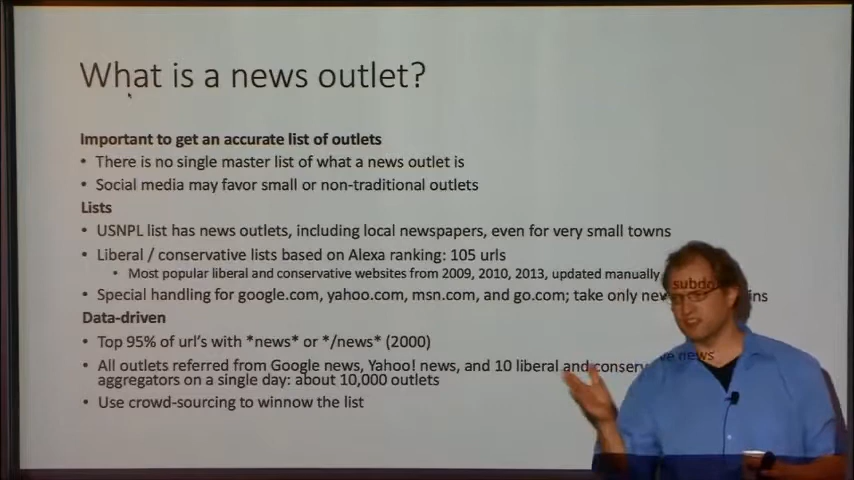 What is a news outlet?
Important to get an accurate list of outlets
• There is no single master list of what a news outlet is
• Social media may favor small or non-traditional outlets
Lists
• USNPL list has news outlets, including local newspapers, even for very small towns
• Liberal / conservative lists based on Alexa ranking: 105 urls
• Most popular liberal and conservative websites from 2009, 2010, 2013, updated manually
• Special handling for google.com, yahoo.com, msn.com, and go.com; take only
Data-driven
• Top 95% of url's with *news* or */news* (2000)
• All outlets referred from Google news, Yahoo! news, and 10 liberal and news
aggregators on a single day: about 10,000 outlets
• Use crowd-sourcing to winnow the list